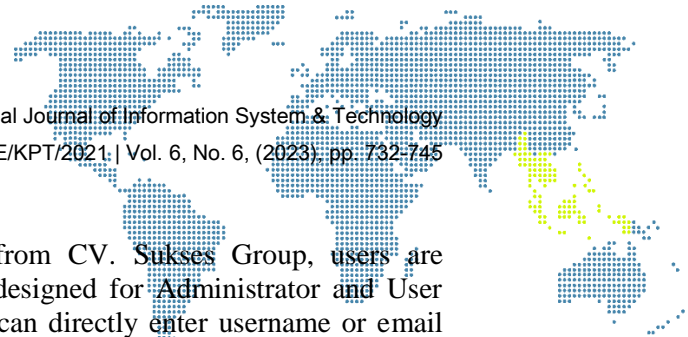 al Journal of Information System & Technology
E/KPT/2021 | Vol. 6, No. 6, (2023), pp. 732-745
from CV. Sukses Group, users are
designed for Administrator and User
can directly enter username or email